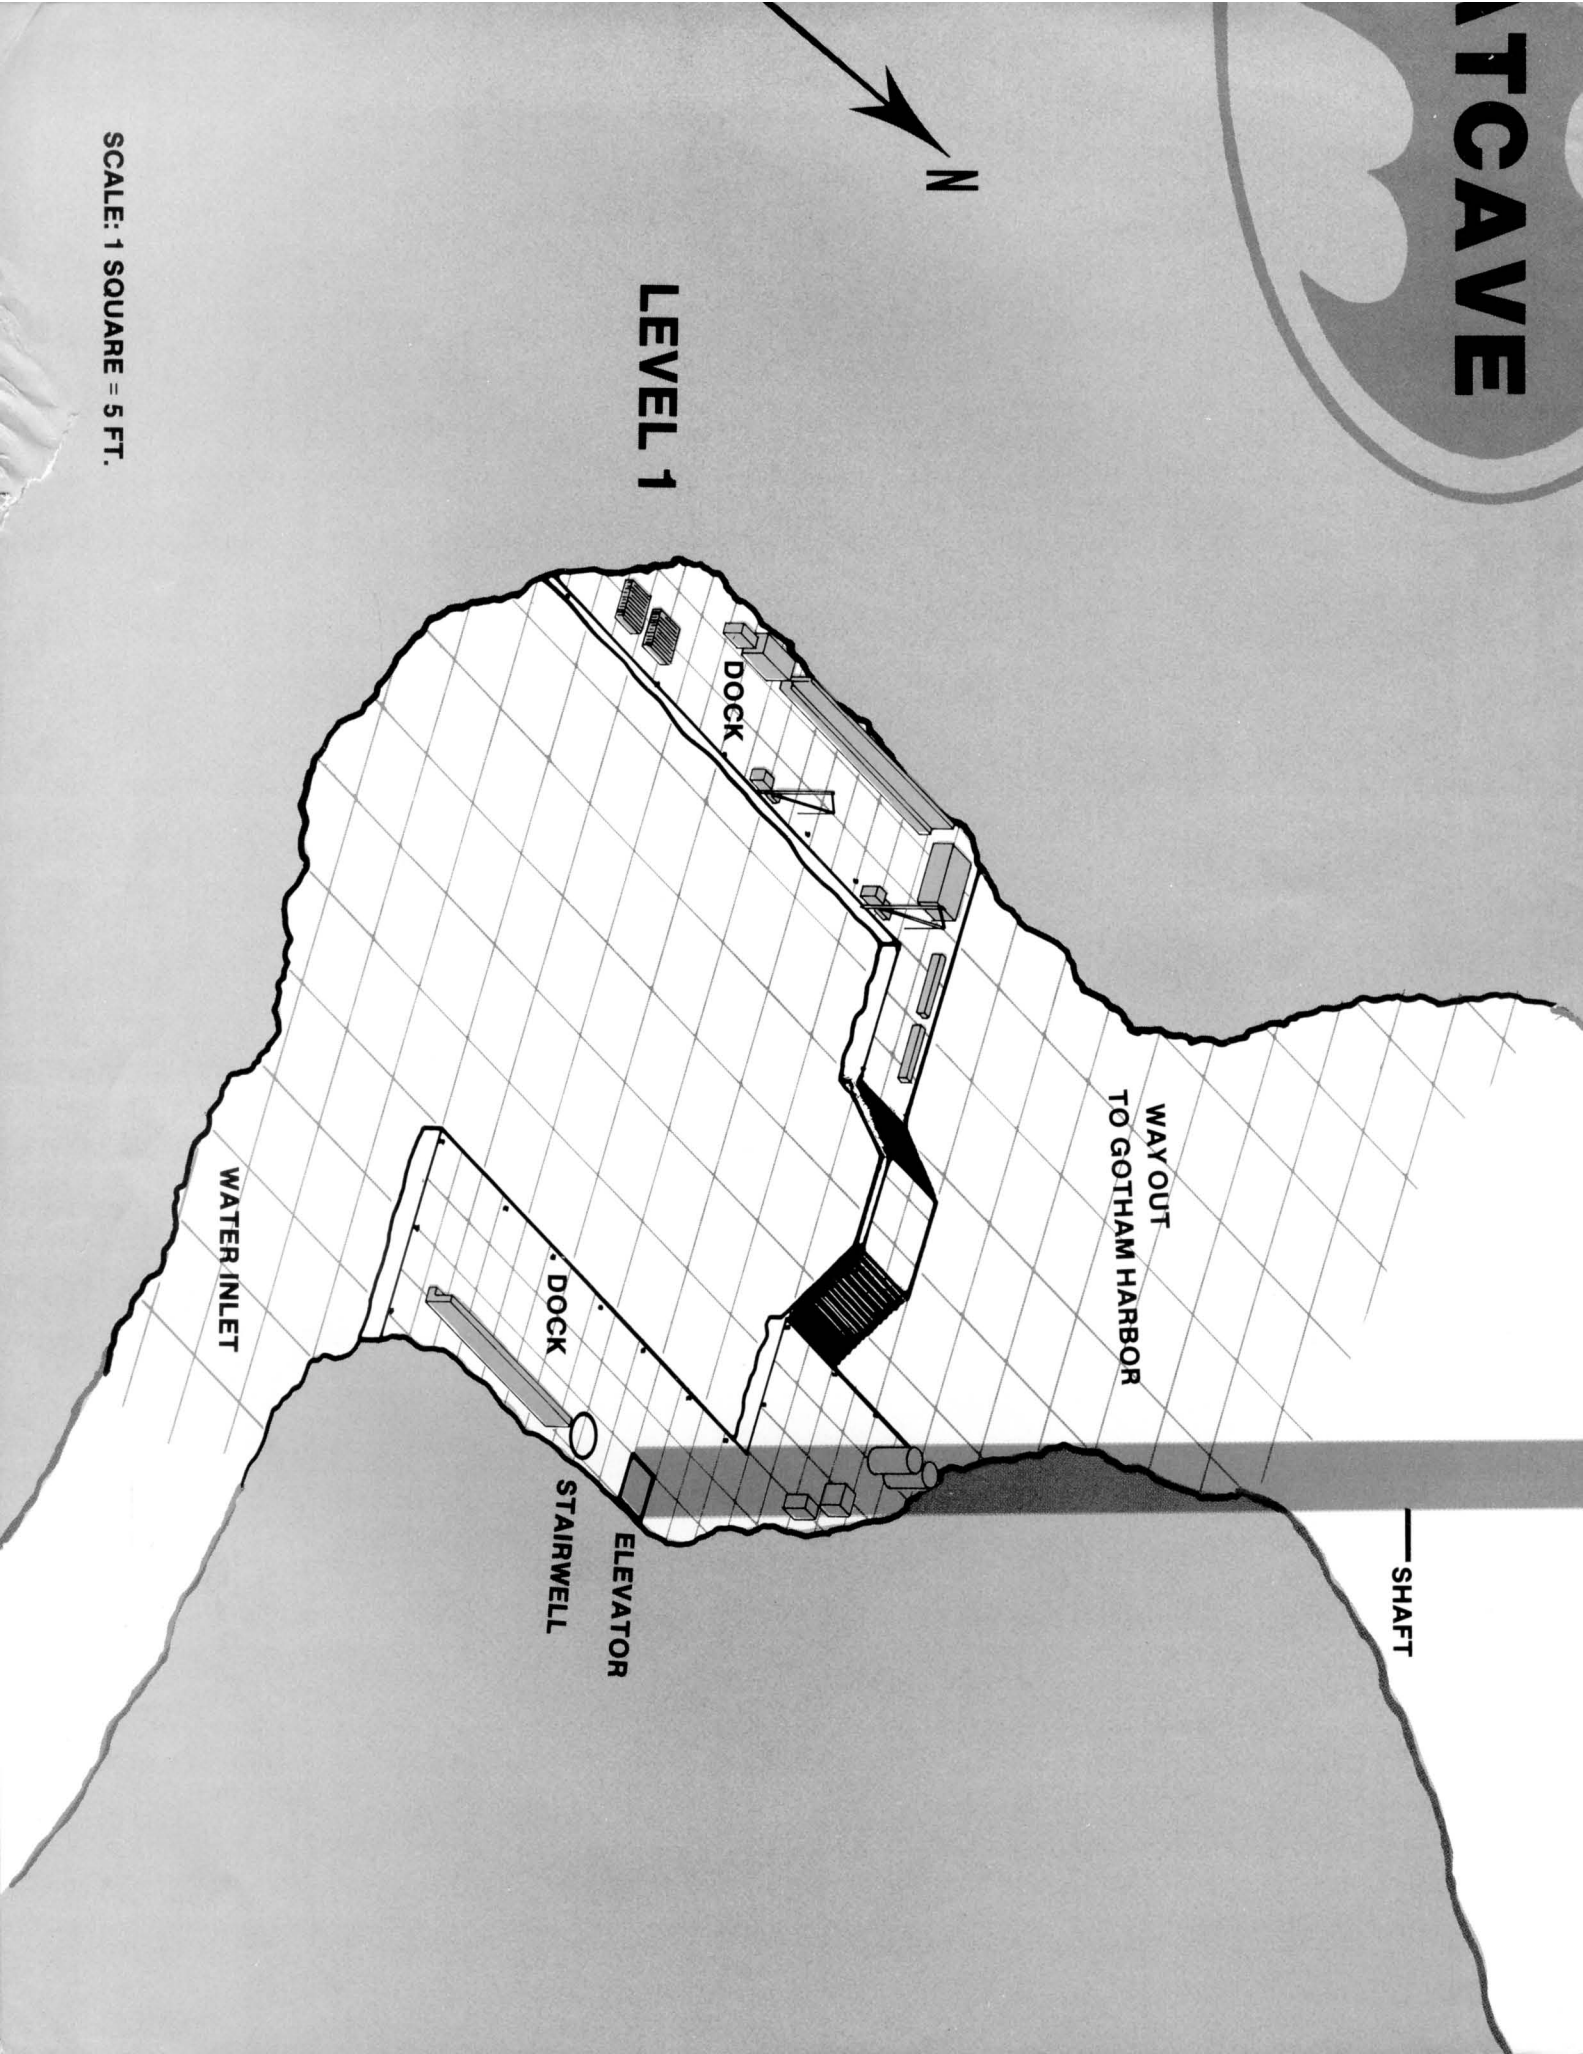 ATCAVE
N
LEVEL 1
SCALE: 1 SQUARE = 5 FT.
DOCK
WAY OUT
TO GOTHAM HARBOR
DOCK
WATER INLET
SHAFT
ELEVATOR
STAIRWELL